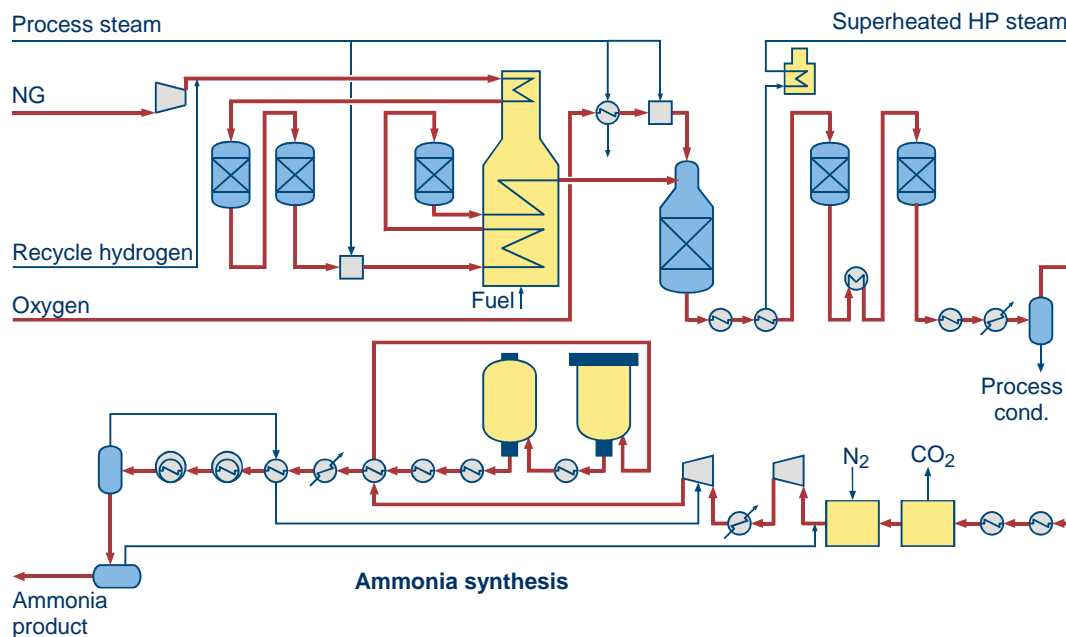 Process steam
Superheated HP steam
NG
Recycle hydrogen
Oxygen
Fuel
Process
cond.
N2
CO2
Ammonia synthesis
Ammonia
product